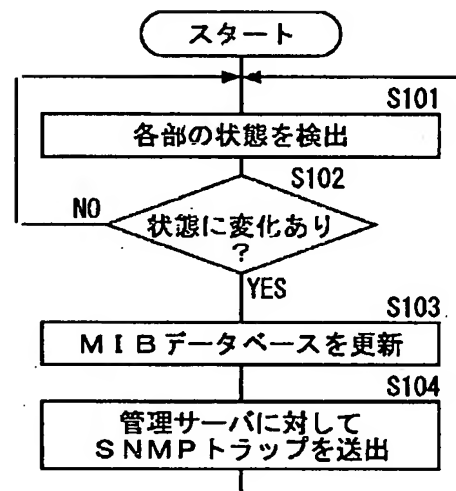 スタート
S101
各部の状態を検出
S102
NO
状態に変化あり
?
YES
S103
MIBデータベースを更新
S104
管理サーバに対して
SNMPトラップを送出